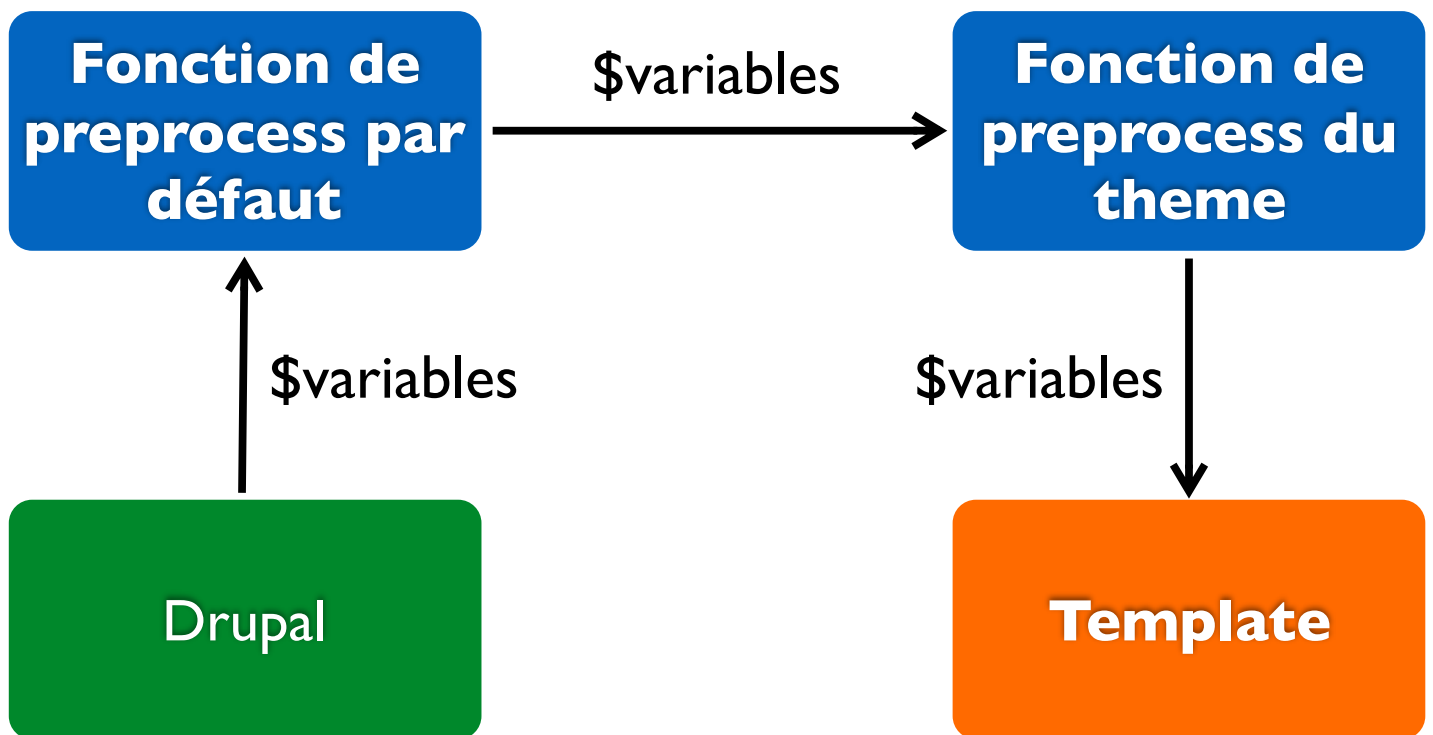 Fonction de
preprocess par
défaut
$variables
Fonction de
preprocess du
theme
$variables
$variables
Drupal
Template